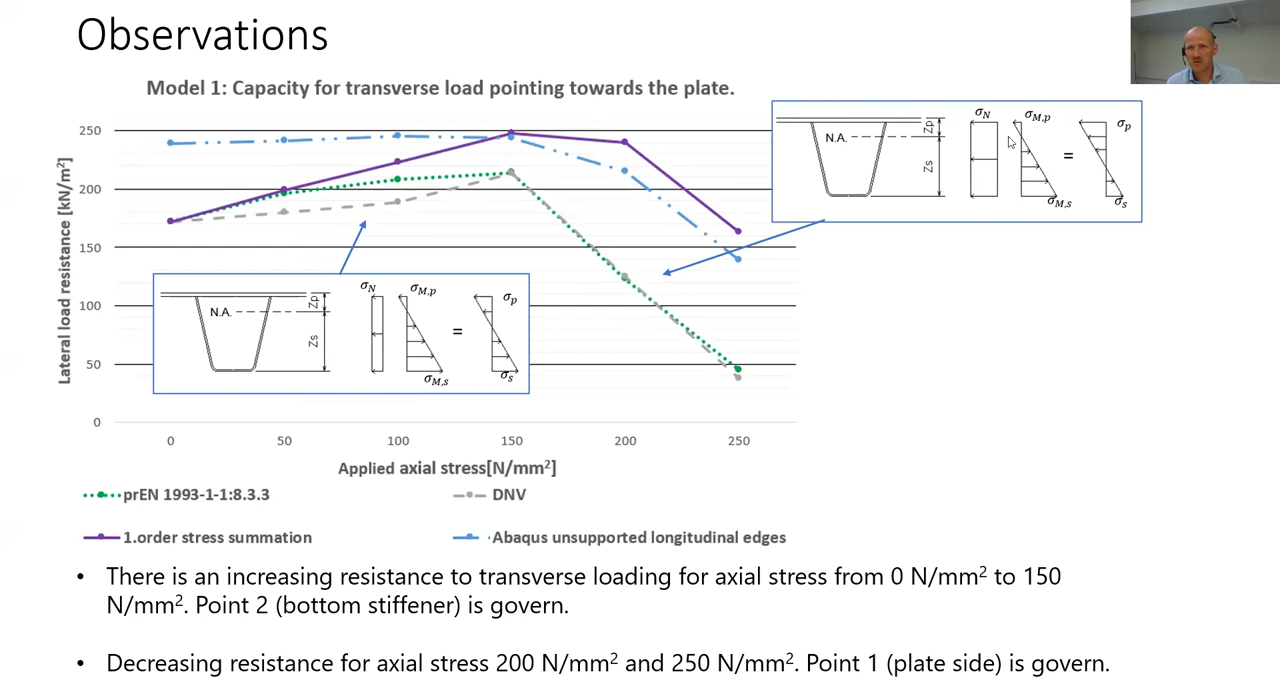 Observations
Model 1: Capacity for transverse load pointing towards the plate.
Lateral load resistance [kN/m²]
250
200
150
100
50
0
0 50 100 150 200 250
Applied axial stress[N/mm²]
N.A.
Zp
Zs
σN
σM,p
σM,s
=
σp
σs
N.A.
Zp
Zs
σN
σM,p
σM,s
=
σp
σs
prEN 1993-1-1:8.3.3
DNV
1.order stress summation
Abaqus unsupported longitudinal edges
• There is an increasing resistance to transverse loading for axial stress from 0 N/mm² to 150
N/mm². Point 2 (bottom stiffener) is govern.
• Decreasing resistance for axial stress 200 N/mm² and 250 N/mm². Point 1 (plate side) is govern.